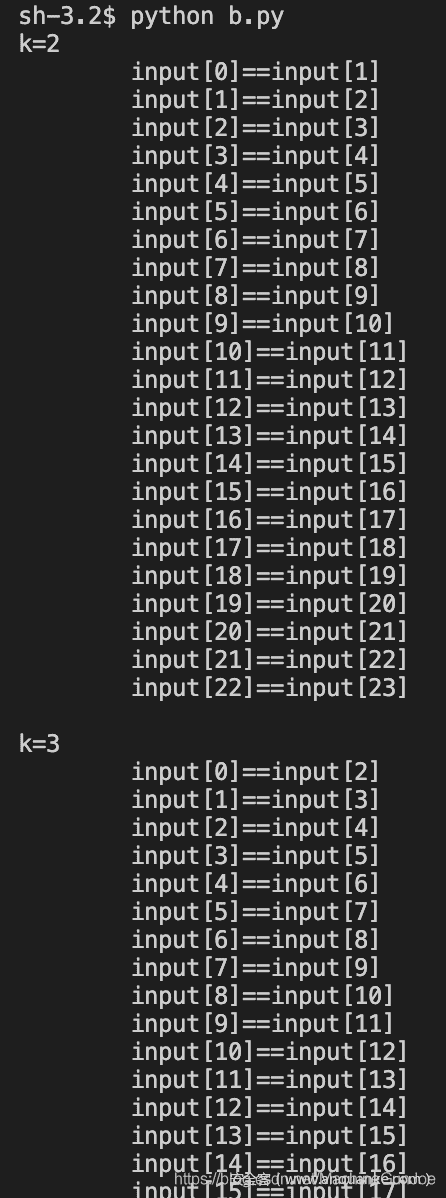 sh-3.2$ python b.py
k=2
input[0]==input[1]
input[1]==input[2]
input[2]==input[3]
input[3]==input[4]
input[4]==input[5]
input[5]==input[6]
input[6]==input[7]
input[7]==input[8]
input[8]==input[9]
input[9]==input[10]
input[10]==input[11]
input[11]==input[12]
input[12]==input[13]
input[13]==input[14]
input[14]==input[15]
input[15]==input[16]
input[16]==input[17]
input[17]==input[18]
input[18]==input[19]
input[19]==input[20]
input[20]==input[21]
input[21]==input[22]
input[22]==input[23]
k=3
input[0]==input[2]
input[1]==input[3]
input[2]==input[4]
input[3]==input[5]
input[4]==input[6]
input[5]==input[7]
input[6]==input[8]
input[7]==input[9]
input[8]==input[10]
input[9]==input[11]
input[10]==input[12]
input[11]==input[13]
input[12]==input[14]
input[13]==input[15]
input[14]==input[16]
input[15]==input[17]